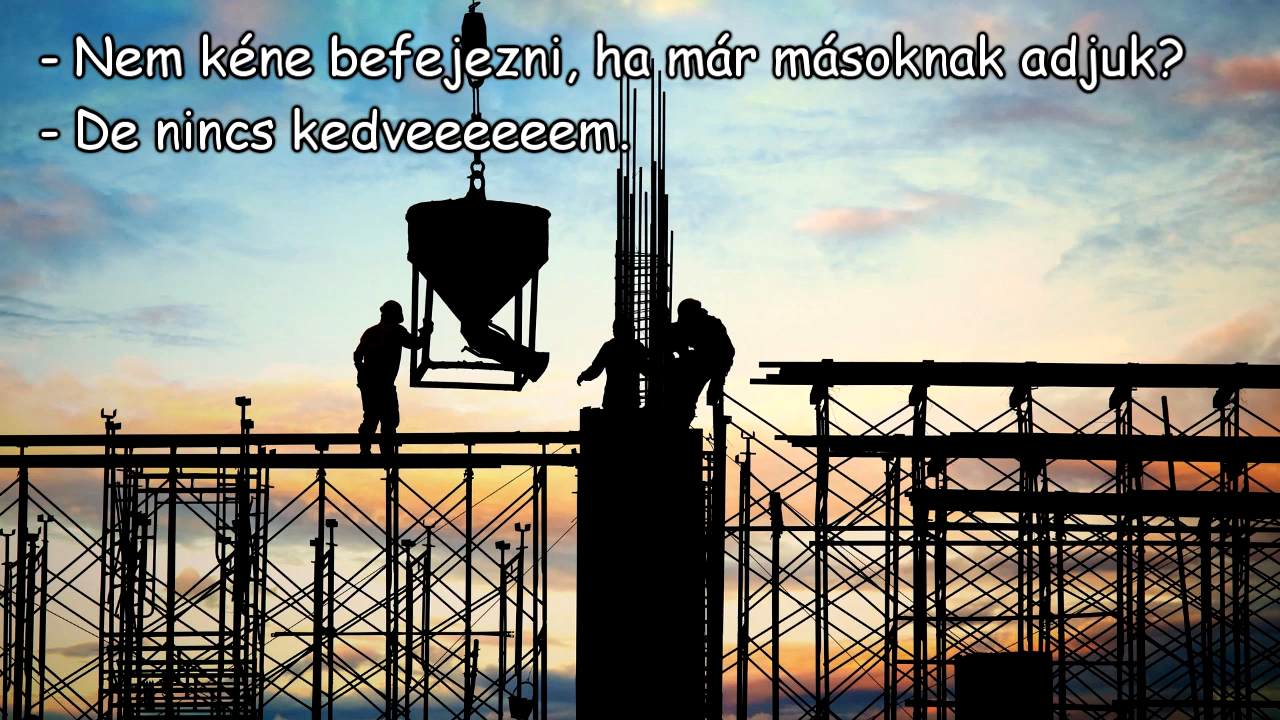 - Nem kéne befejezni, ha már másoknak adjuk?
- De nincs kedveeeeeem.